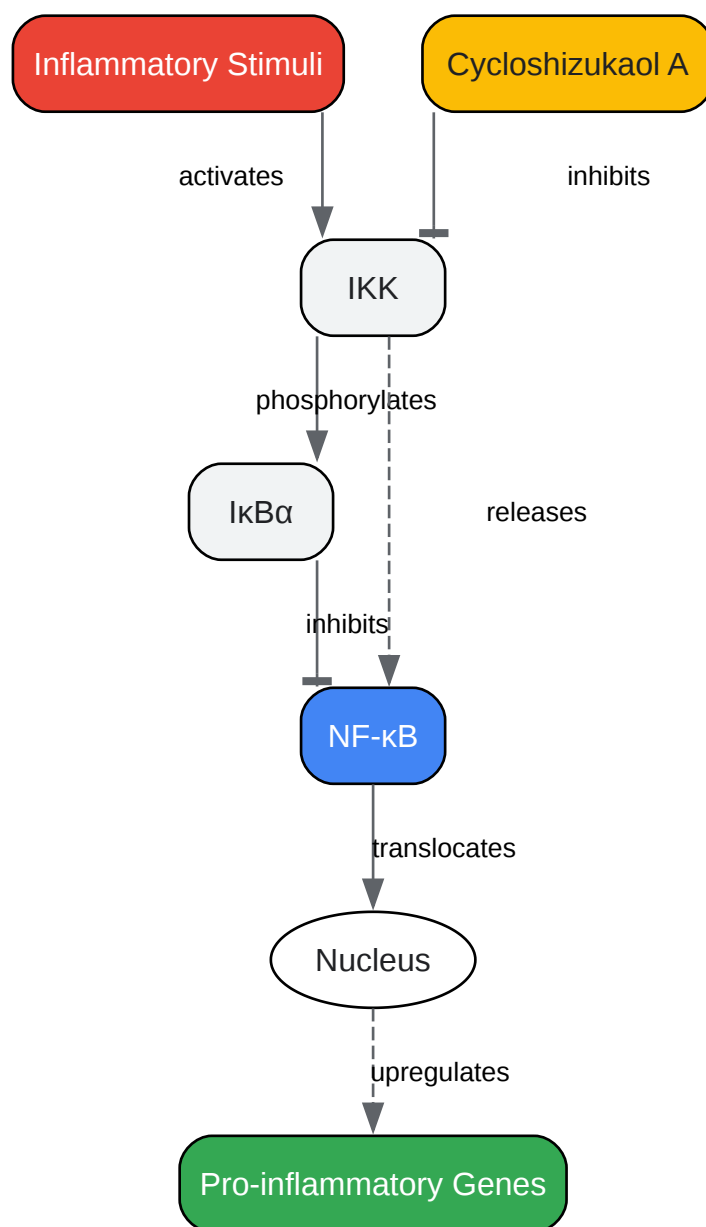 Inflammatory Stimuli
Cycloshizukaol A
activates
inhibits
IKK
phosphorylates
IκBα
releases
inhibits
NF-κB
translocates
Nucleus
upregulates
Pro-inflammatory Genes